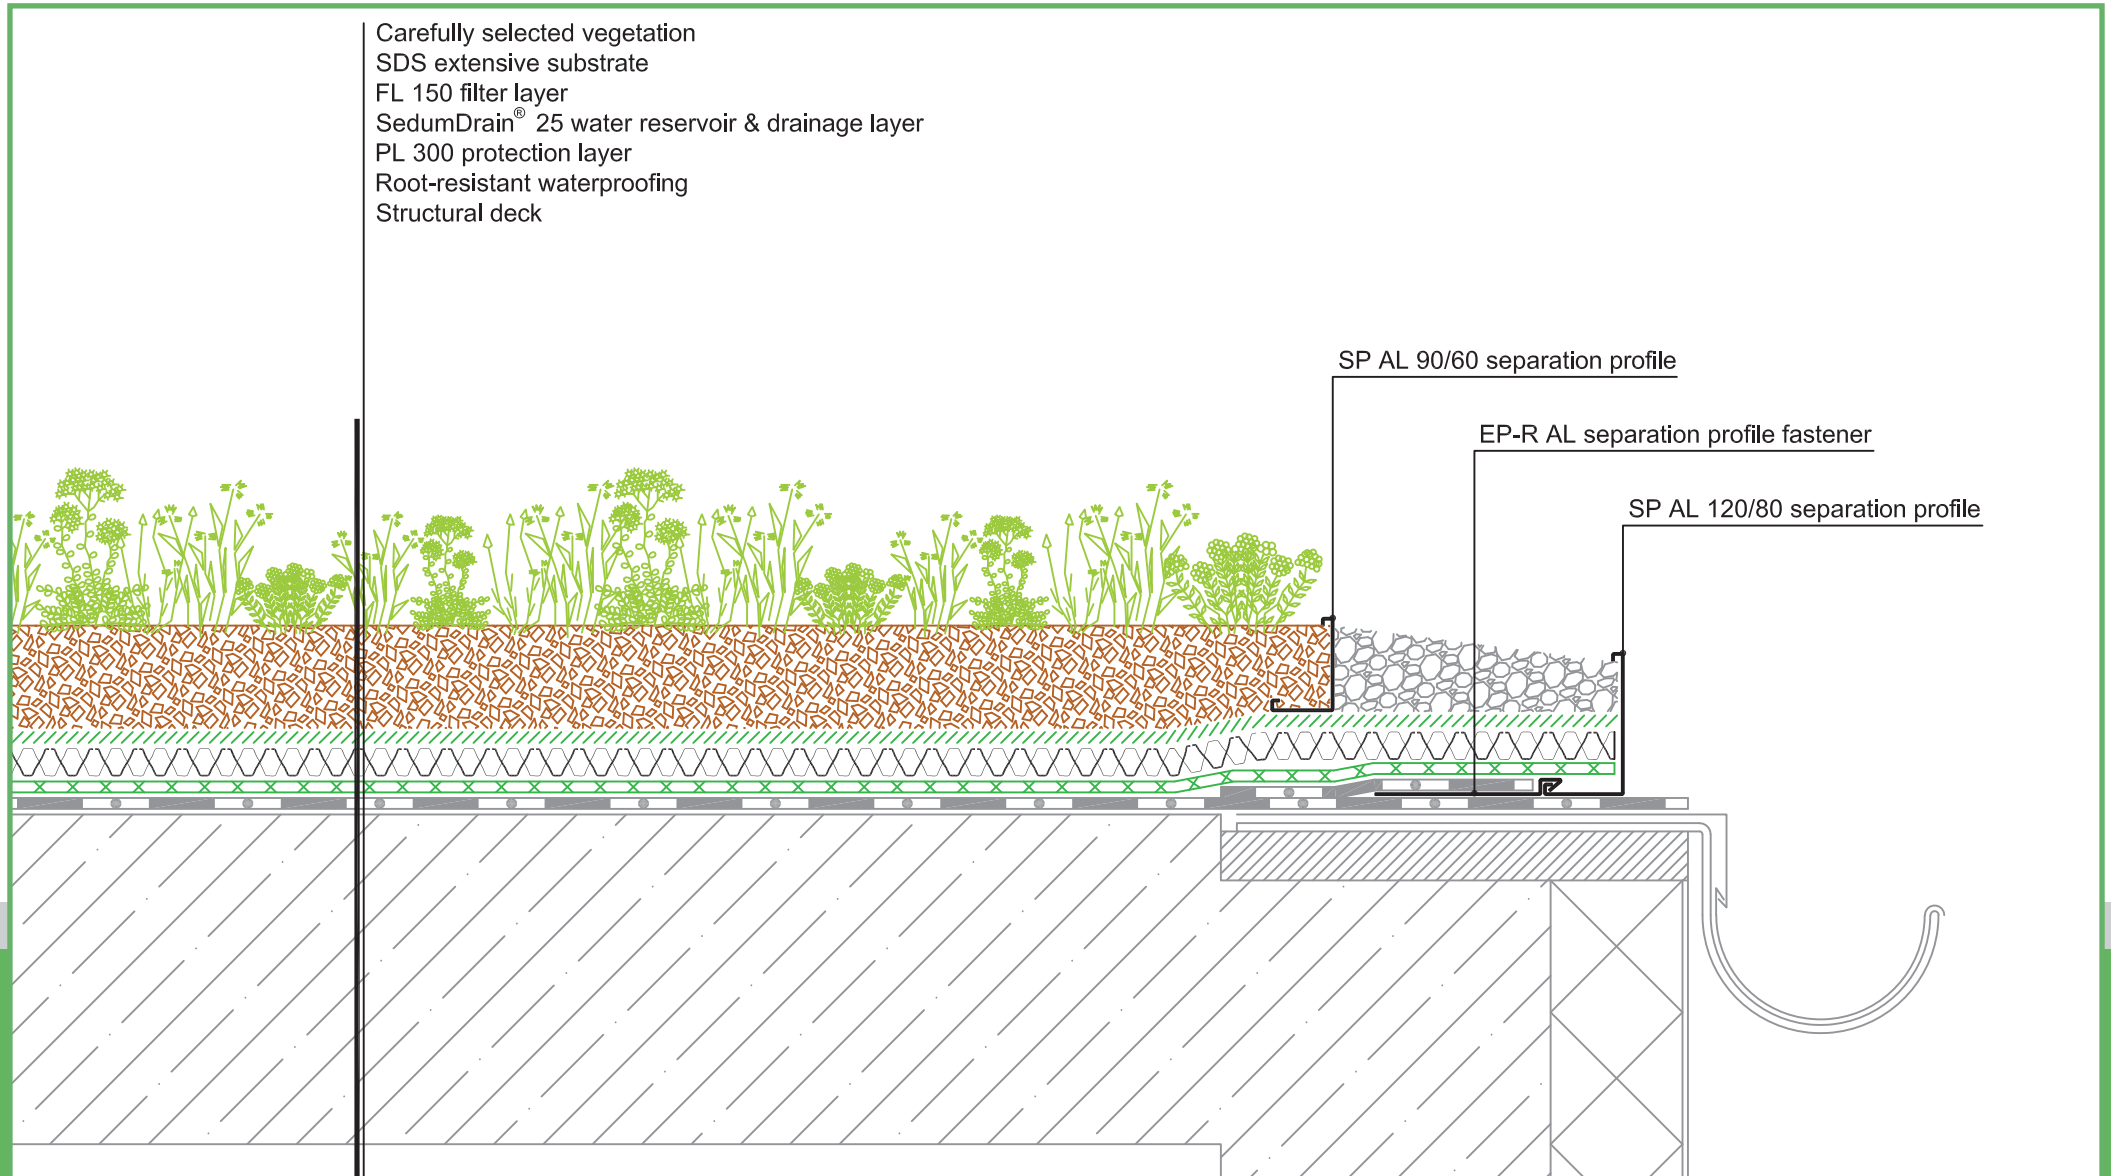 Carefully selected vegetation
SDS extensive substrate
FL 150 filter layer
SedumDrain® 25 water reservoir & drainage layer
PL 300 protection layer
Root-resistant waterproofing
Structural deck
SP AL 90/60 separation profile
EP-R AL separation profile fastener
SP AL 120/80 separation profile